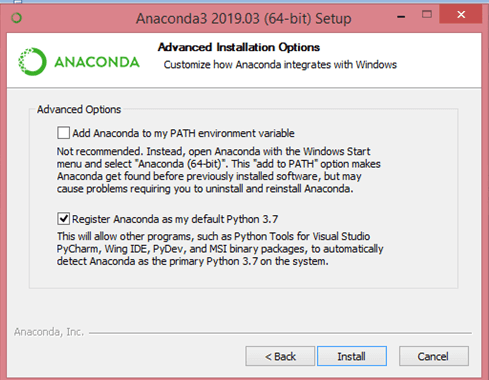 Anaconda3 2019.03 (64-bit) Setup
ANACONDA
Advanced Installation Options
Customize how Anaconda integrates with Windows
Advanced Options
Add Anaconda to my PATH environment variable
Not recommended. Instead, open Anaconda with the Windows Start
menu and select "Anaconda (64-bit)". This "add to PATH" option makes
Anaconda get found before previously installed software, but may
cause problems requiring you to uninstall and reinstall Anaconda.
Register Anaconda as my default Python 3.7
This will allow other programs, such as Python Tools for Visual Studio
PyCharm, Wing IDE, PyDev, and MSI binary packages, to automatically
detect Anaconda as the primary Python 3.7 on the system.
Anaconda, Inc.
< Back
Install
Cancel